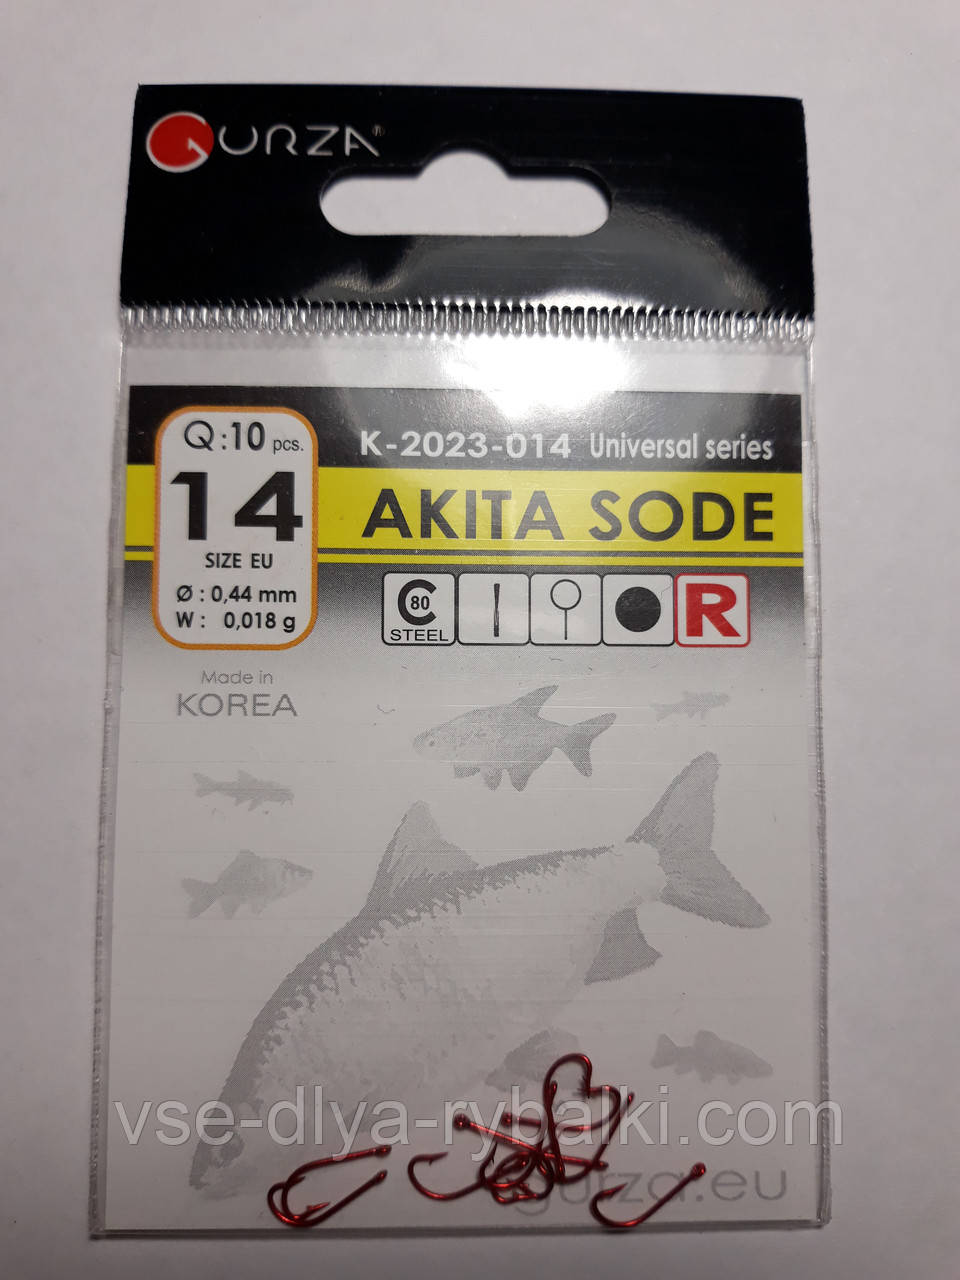 GURZA®
Q:10 pcs.
14
SIZE EU
Ø : 0,44 mm
W : 0,018 g
K-2023-014 Universal series
AKITA SODE
C 80
STEEL
R
Made in
KOREA
vse-dlya-rybalki.com
gurza.eu